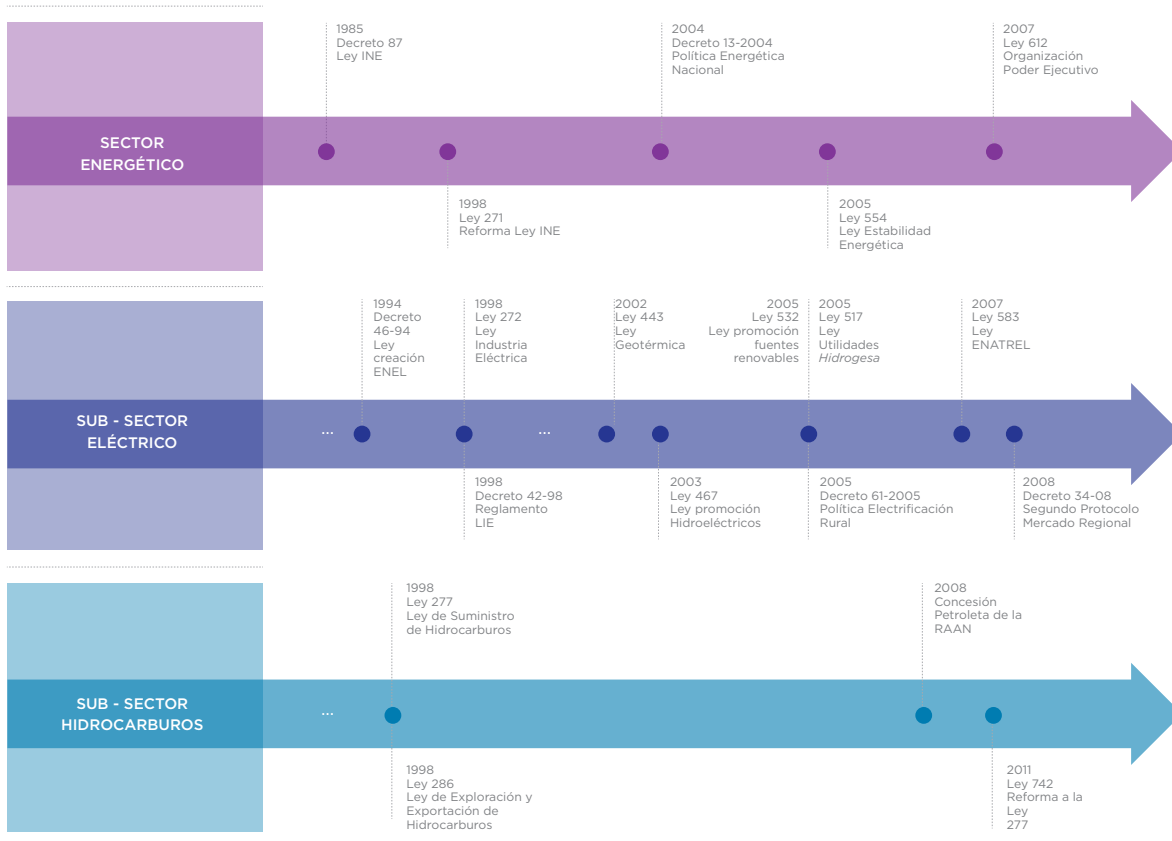 1985
Decreto 87
Ley INE
2004
Decreto 13-2004
Política Energética
Nacional
2007
Ley 612
Organización
Poder Ejecutivo
SECTOR
ENERGÉTICO
1998
Ley 271
Reforma Ley INE
2005
Ley 554
Ley Estabilidad
Energética
1994
Decreto
46-94
Ley
creación
ENEL
1998
Ley 272
Ley
Industria
Eléctrica
2002
Ley 443
Ley
Geotérmica
2005
Ley 532
Ley promoción
fuentes
renovables
2005
Ley 517
Ley
Utilidades
Hidrogesa
2007
Ley 583
Ley
ENATREL
SUB - SECTOR
ELÉCTRICO
...
...
1998
Decreto 42-98
Reglamento
LIE
2003
Ley 467
Ley promoción
Hidroeléctricos
2005
Decreto 61-2005
Política Electrificación
Rural
2008
Decreto 34-08
Segundo Protocolo
Mercado Regional
1998
Ley 277
Ley de Suministro
de Hidrocarburos
2008
Concesión
Petroleta de la
RAAN
SUB - SECTOR
HIDROCARBUROS
...
1998
Ley 286
Ley de Exploración y
Exportación de
Hidrocarburos
2011
Ley 742
Reforma a la
Ley
277